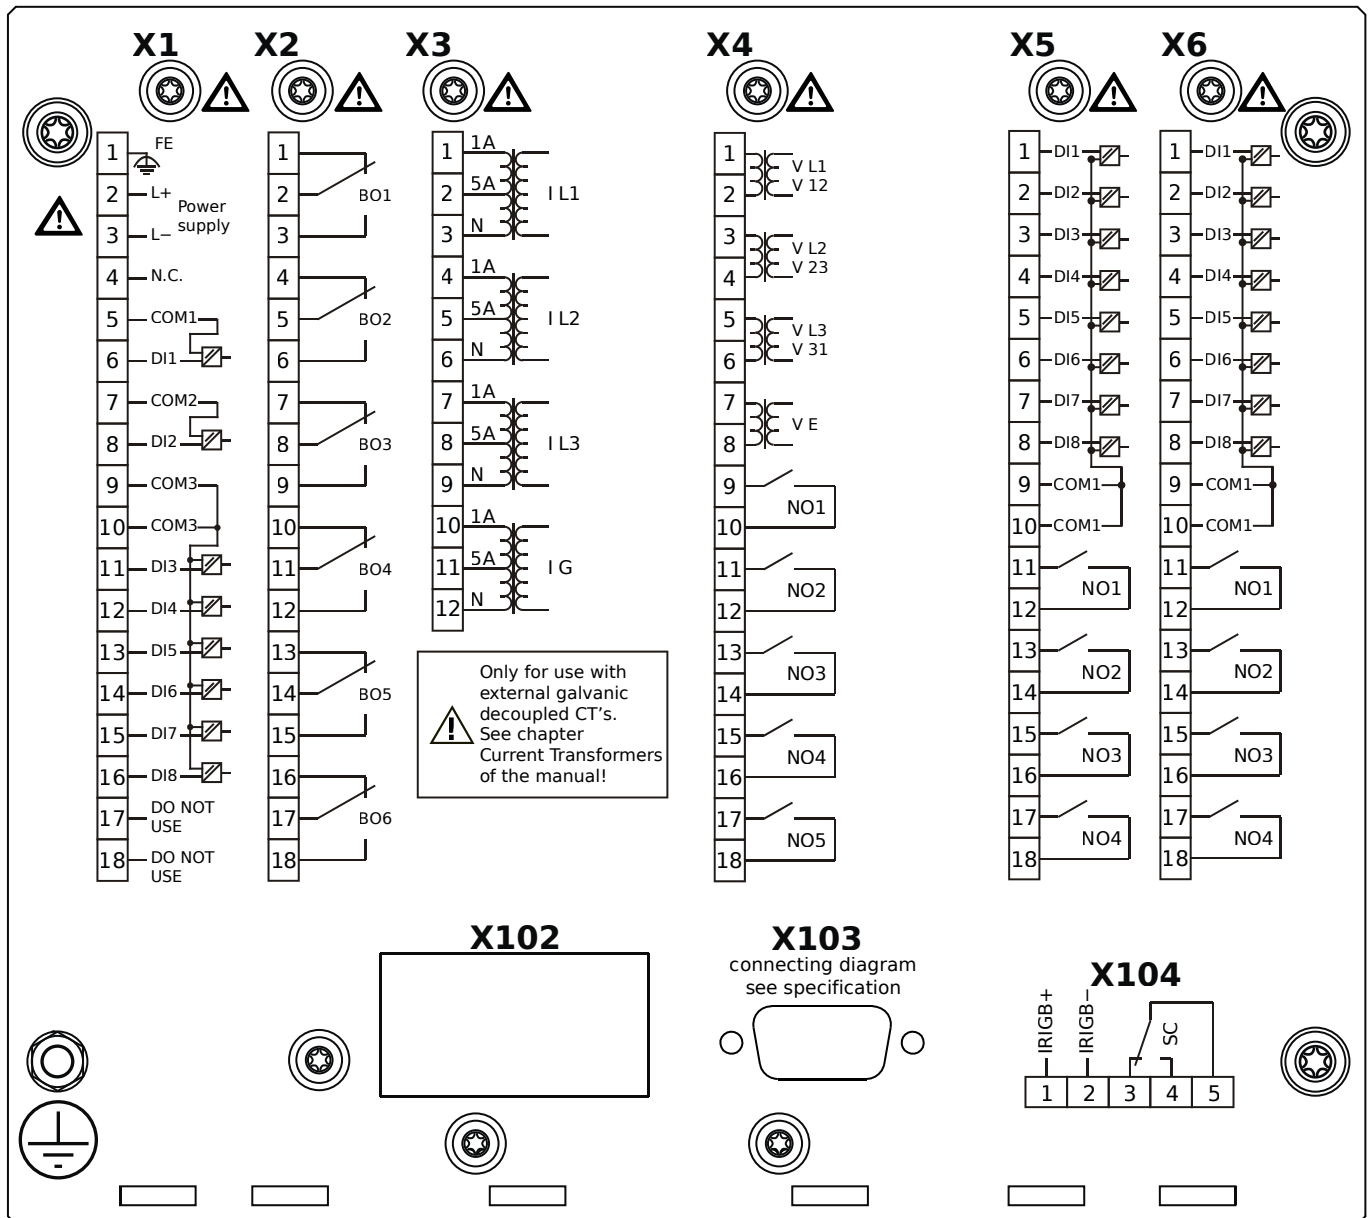 X1
X2
X3
X4
X5
X6
1 FE
2 L+
Power
supply
3 L−
4 N.C.
5 COM1
6 DI1
7 COM2
8 DI2
9 COM3
10 COM3
11 DI3
12 DI4
13 DI5
14 DI6
15 DI7
16 DI8
17 DO NOT
USE
18 DO NOT
USE
1
2 BO1
3
4
5 BO2
6
7
8 BO3
9
10
11 BO4
12
13
14 BO5
15
16
17 BO6
18
1 1A
2 5A I L1
3 N
4 1A
5 5A I L2
6 N
7 1A
8 5A I L3
9 N
10 1A
11 5A I G
12 N
Only for use with
external galvanic
decoupled CT's.
See chapter
Current Transformers
of the manual!
1 V L1
2 V 12
3 V L2
4 V 23
5 V L3
6 V 31
7
V E
8
9
NO1
10
11
NO2
12
13
NO3
14
15
NO4
16
17
NO5
18
1 DI1
2 DI2
3 DI3
4 DI4
5 DI5
6 DI6
7 DI7
8 DI8
9 COM1
10 COM1
11
NO1
12
13
NO2
14
15
NO3
16
17
NO4
18
1 DI1
2 DI2
3 DI3
4 DI4
5 DI5
6 DI6
7 DI7
8 DI8
9 COM1
10 COM1
11
NO1
12
13
NO2
14
15
NO3
16
17
NO4
18
X102
X103
connecting diagram
see specification
X104
IRIGB+
IRIGB−
SC
1 2 3 4 5